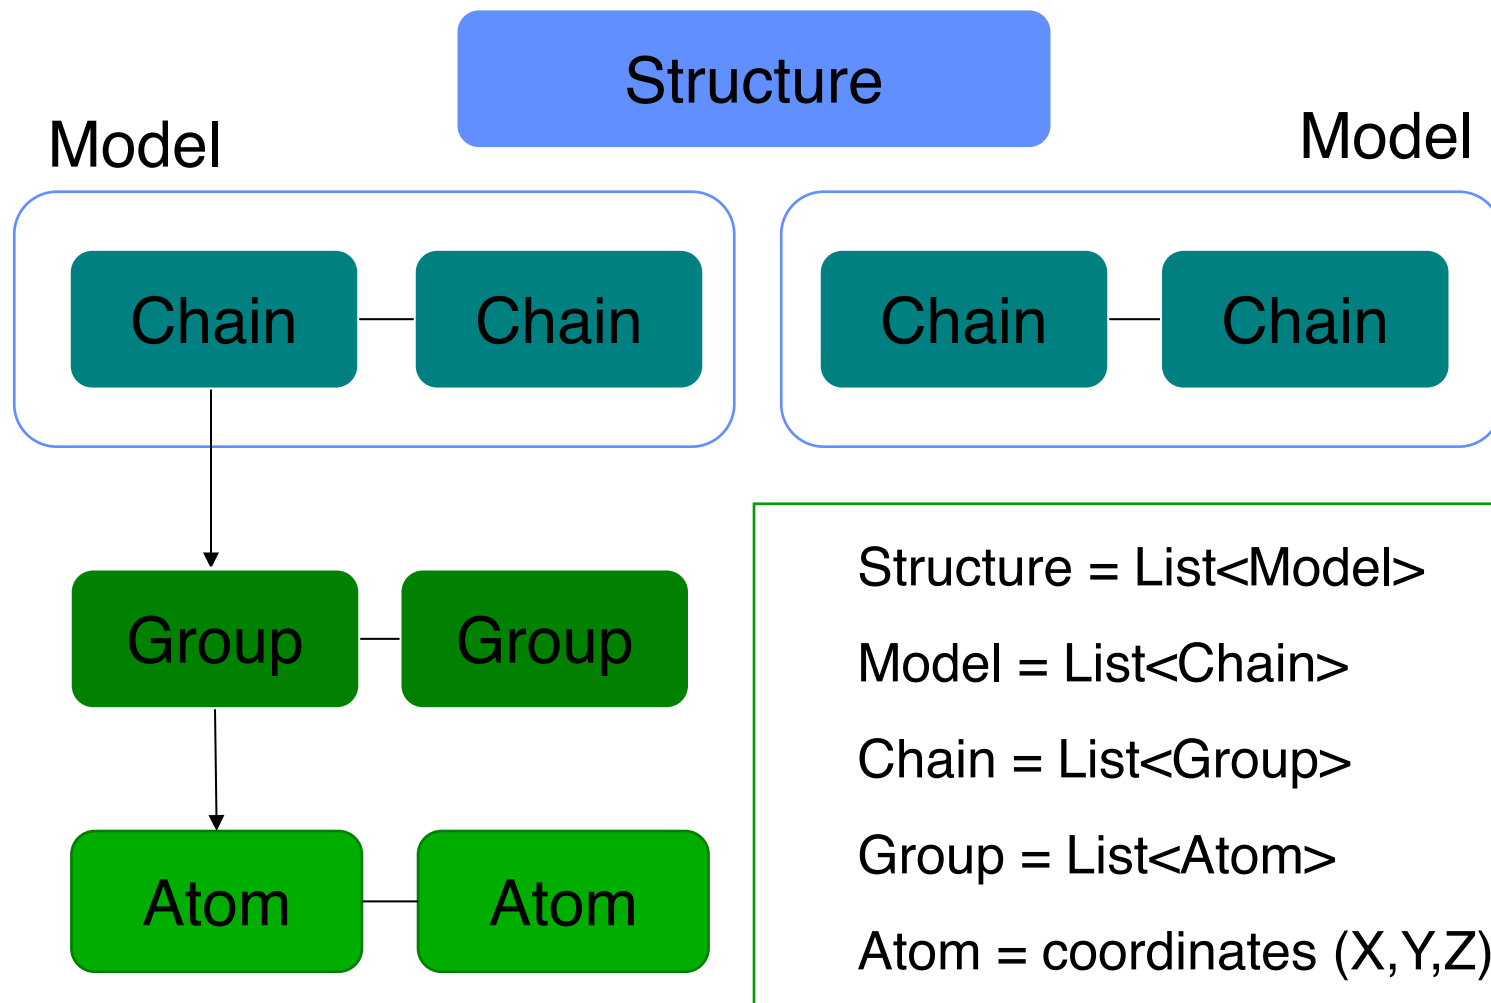 Structure
Model
Model
Chain
Chain
Chain
Chain
Group
Group
Atom
Atom
Structure = List<Model>
Model = List<Chain>
Chain = List<Group>
Group = List<Atom>
Atom = coordinates (X,Y,Z)